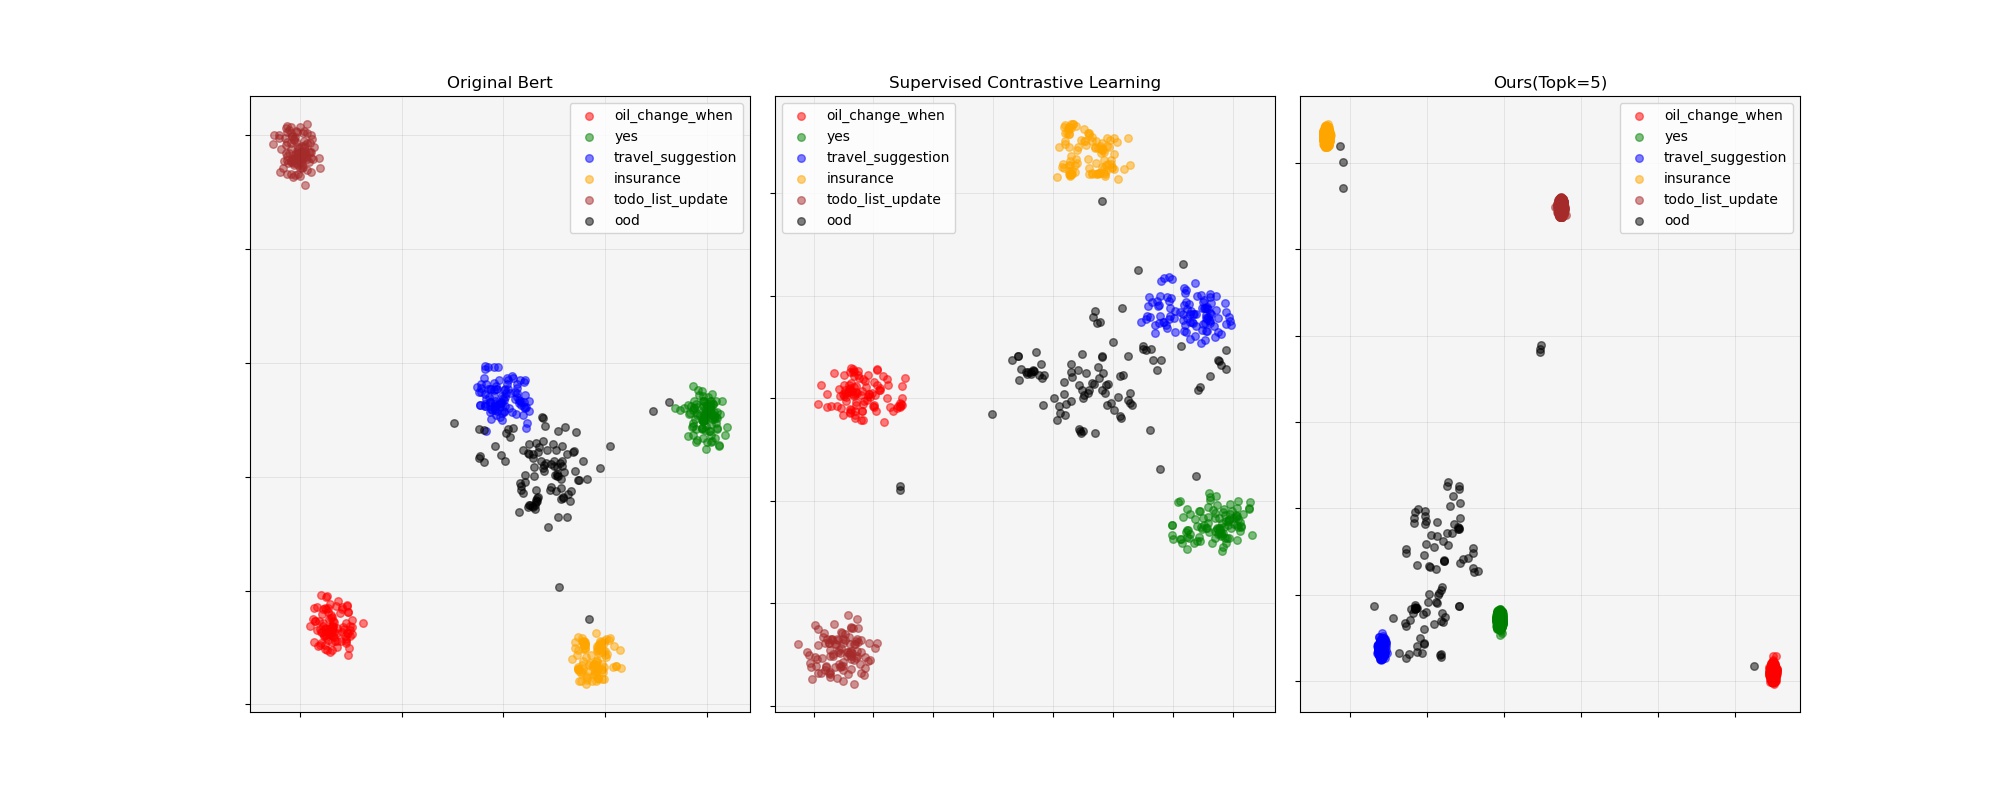 Original Bert
oil_change_when
yes
travel_suggestion
insurance
todo_list_update
ood
Supervised Contrastive Learning
oil_change_when
yes
travel_suggestion
insurance
todo_list_update
ood
Ours(Topk=5)
oil_change_when
yes
travel_suggestion
insurance
todo_list_update
ood